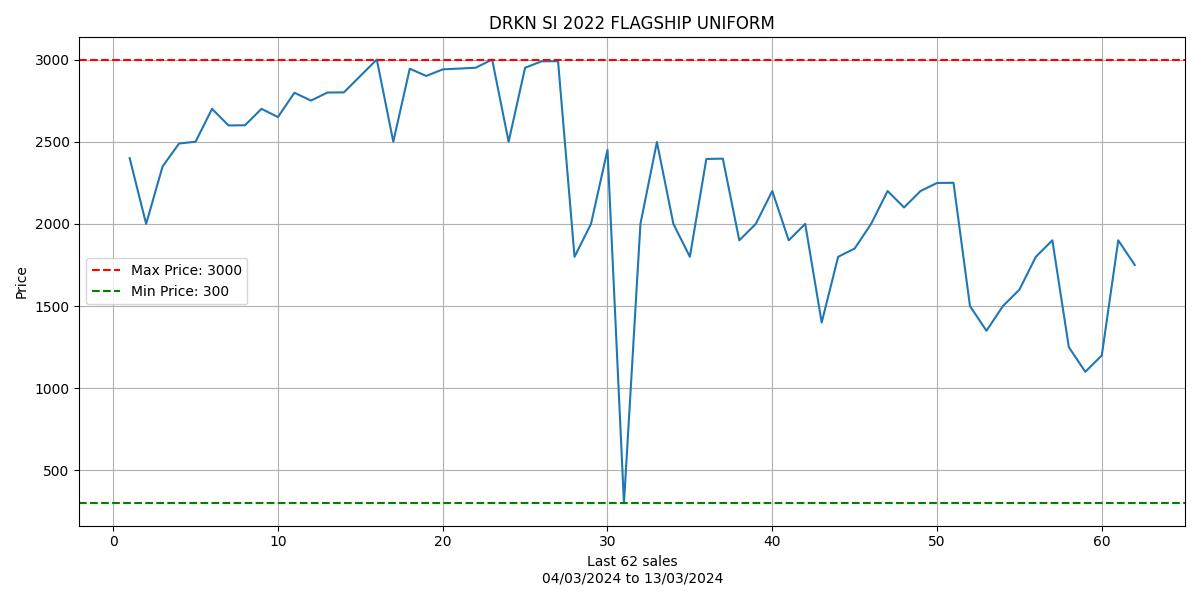 DRKN SI 2022 FLAGSHIP UNIFORM
3000
2500
2000
1500
1000
500
Price
Max Price: 3000
Min Price: 300
0 10 20 30 40 50 60
Last 62 sales
04/03/2024 to 13/03/2024